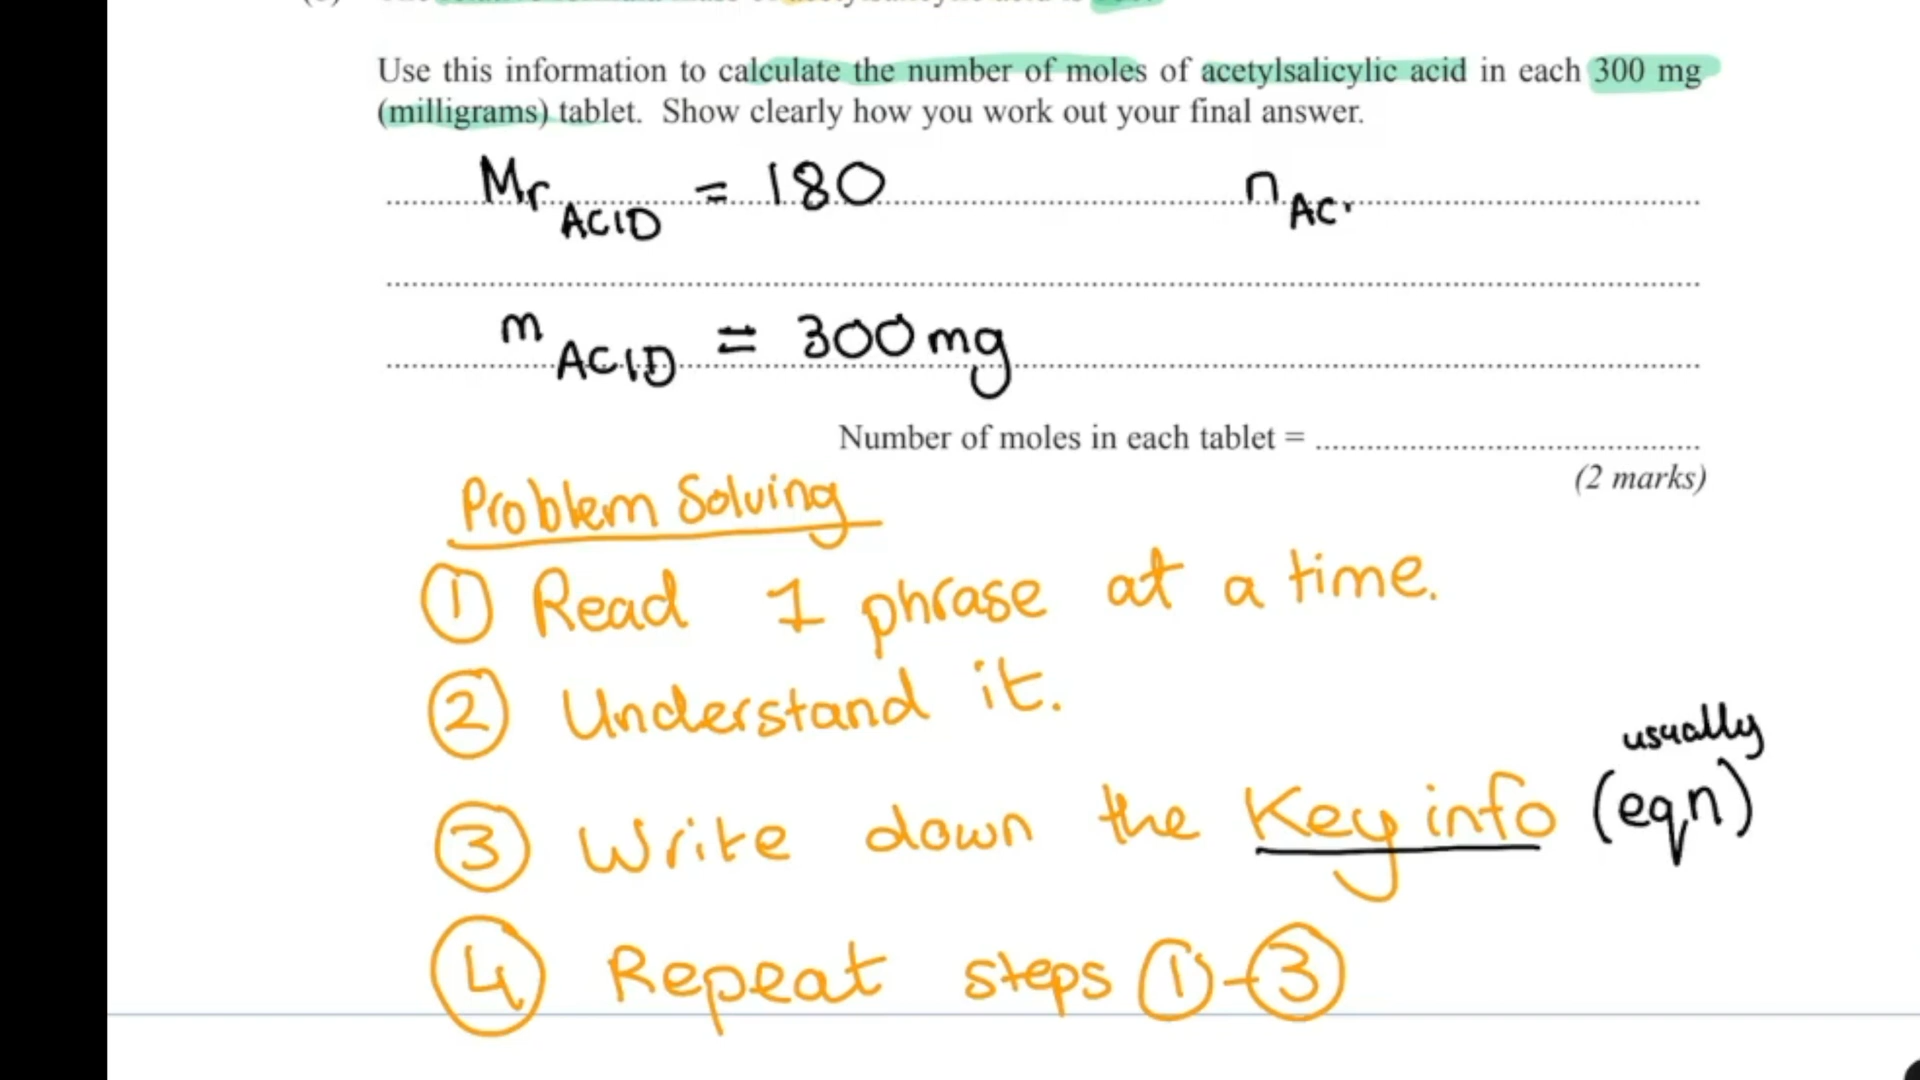 Use this information to calculate the number of moles of acetylsalicylic acid in each 300 mg
(milligrams) tablet. Show clearly how you work out your final answer.
Mr ACID = 180 n AC.
m ACID = 300mg
Number of moles in each tablet =
(2 marks)
Problem Solving
① Read 1 phrase at a time.
② Understand it.
usually
③ Write down the Key info (eqn)
④ Repeat steps ①-③